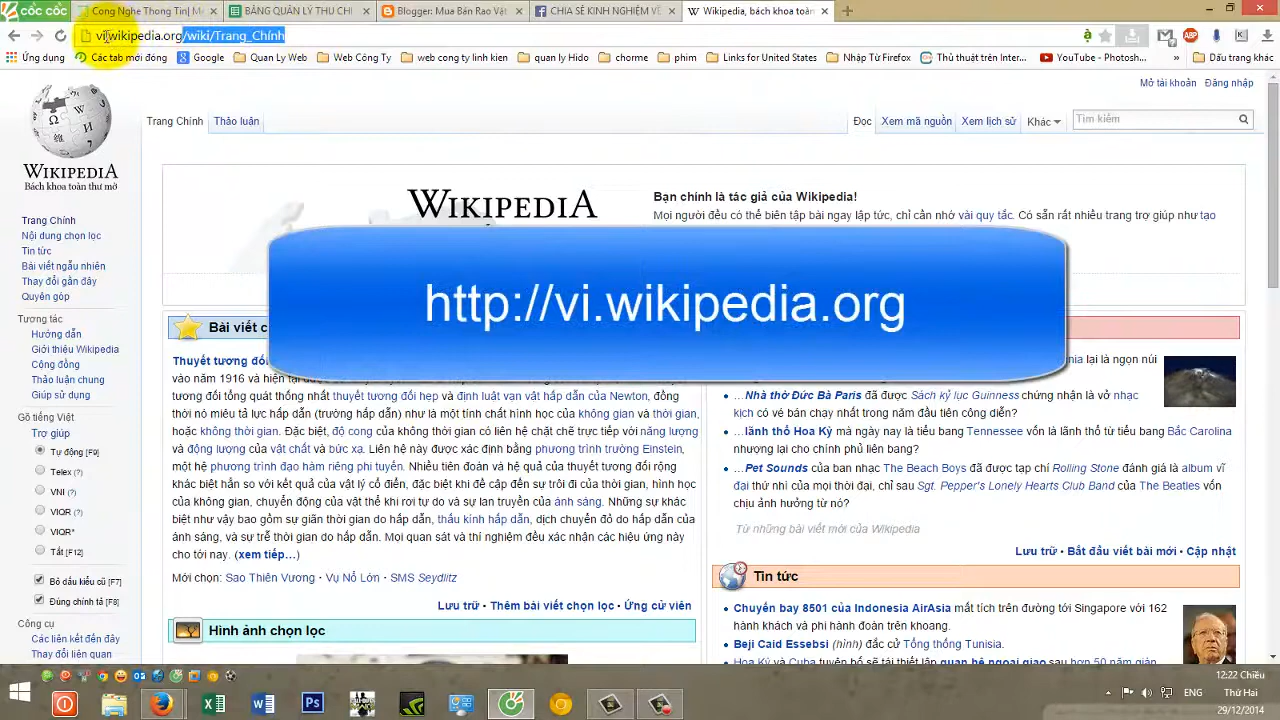 cốc cốc
Cong Nghe Thong Tin| M
BẢNG QUẢN LÝ THU CHI
Blogger: Mua Bán Rao Vặt
CHIA SẺ KINH NGHIỆM VỀ
Wikipedia, bách khoa toàn
vi.wikipedia.org/wiki/Trang_Chính
Ứng dụng
Các tab mới đóng
Google
Quan Ly Web
Web Công Ty
web cong ty linh kien
hoc quản lý
chorme
phim
Links for United States
Nhập Từ Firefox
Thủ thuật trên Inter...
YouTube - Photosh...
»
Dấu trang khác
Mở tài khoản Đăng nhập
Trang Chính Thảo luận
Đọc Xem mã nguồn Xem lịch sử Khác
Tìm kiếm
WIKIPEDIA
Bách khoa toàn thư mở
Trang Chính
Nội dung chọn lọc
Tin tức
Bài viết ngẫu nhiên
Thay đổi gần đây
Quyên góp
Tương tác
Hướng dẫn
Giới thiệu Wikipedia
Cộng đồng
Thảo luận chung
Giúp sử dụng
Gõ tiếng Việt
Trợ giúp
Tự động [F9]
Telex (?)
VNI (?)
VIQR (?)
VIQR*
Tắt [F12]
Bỏ dấu kiểu cũ [F7]
Đúng chính tả [F8]
Công cụ
Các liên kết đến đây
Thay đổi liên quan
WIKIPEDIA
Bạn chính là tác giả của Wikipedia!
Mọi người đều có thể biên tập bài ngay lập tức, chỉ cần nhớ vài quy tắc. Có sẵn rất nhiều trang trợ giúp như tạo
http://vi.wikipedia.org
Bài viết c
Thuyết tương đối
vào năm 1916 và hiện tại được
tương đối tổng quát thống nhất thuyết tương đối hẹp và định luật vạn vật hấp dẫn của Newton, đồng
thời nó miêu tả lực hấp dẫn (trường hấp dẫn) như là một tính chất hình học của không gian và thời gian,
hoặc không thời gian. Đặc biệt, độ cong của không thời gian có liên hệ chặt chẽ trực tiếp với năng lượng
và động lượng của vật chất và bức xạ. Liên hệ này được xác định bằng phương trình trường Einstein,
một hệ phương trình đạo hàm riêng phi tuyến. Nhiều tiên đoán và hệ quả của thuyết tương đối rộng
khác biệt hẳn so với kết quả của vật lý cổ điển, đặc biệt khi đề cập đến sự trôi đi của thời gian, hình học
của không gian, chuyển động của vật thể khi rơi tự do và sự lan truyền của ánh sáng. Những sự khác
biệt như vậy bao gồm sự giãn thời gian do hấp dẫn, thấu kính hấp dẫn, dịch chuyển đỏ do hấp dẫn của
ánh sáng, và sự trễ thời gian do hấp dẫn. Mọi quan sát và thí nghiệm đều xác nhận các hiệu ứng này
cho tới nay. (xem tiếp...)
Mới chọn: Sao Thiên Vương · Vụ Nổ Lớn · SMS Seydlitz
Lưu trữ · Thêm bài viết chọn lọc · Ứng cử viên
Hình ảnh chọn lọc
lại là ngọn núi
...Nhà thờ Đức Bà Paris đã được Sách kỷ lục Guinness chứng nhận là vở nhạc
kịch có vé bán chạy nhất trong năm đầu tiên công diễn?
...lãnh thổ Hoa Kỳ mà ngày nay là tiểu bang Tennessee vốn là lãnh thổ từ tiểu bang Bắc Carolina
nhượng lại cho chính phủ liên bang?
...Pet Sounds của ban nhạc The Beach Boys đã được tạp chí Rolling Stone đánh giá là album vĩ
đại thứ nhì của mọi thời đại, chỉ sau Sgt. Pepper's Lonely Hearts Club Band của The Beatles vốn
chịu ảnh hưởng từ nó?
Từ những bài viết mới của Wikipedia
Lưu trữ · Bắt đầu viết bài mới · Cập nhật
Tin tức
Chuyến bay 8501 của Indonesia AirAsia mất tích trên đường tới Singapore với 162
hành khách và phi hành đoàn trên khoang.
Beji Caid Essebsi (hình) đắc cử Tổng thống Tunisia.
Hoa Kỳ và Cuba tuyên bố sẽ tái thiết lập quan hệ ngoại giao sau hơn 50 năm gián
ENG
12:22 Chiều
Thứ Hai
29/12/2014